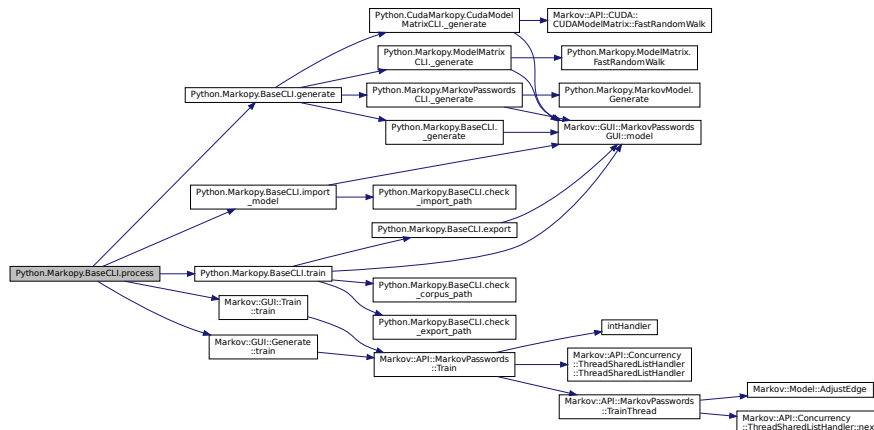 Python.CudaMarkopy.CudaModel
MatrixCLI._generate
Markov::API::CUDA::
CUDAModelMatrix::FastRandomWalk
Python.Markopy.ModelMatrix
CLI._generate
Python.Markopy.ModelMatrix.
FastRandomWalk
Python.Markopy.BaseCLI.generate
Python.Markopy.MarkovPasswords
CLI._generate
Python.Markopy.MarkovModel.
Generate
Python.Markopy.BaseCLI.
_generate
Markov::GUI::MarkovPasswords
GUI::model
Python.Markopy.BaseCLI.import
_model
Python.Markopy.BaseCLI.check
_import_path
Python.Markopy.BaseCLI.export
Python.Markopy.BaseCLI.process
Python.Markopy.BaseCLI.train
Python.Markopy.BaseCLI.check
_corpus_path
Markov::GUI::Train
::train
Python.Markopy.BaseCLI.check
_export_path
Markov::GUI::Generate
::train
Markov::API::MarkovPasswords
::Train
intHandler
Markov::API::Concurrency
::ThreadSharedListHandler
::ThreadSharedListHandler
Markov::API::MarkovPasswords
::TrainThread
Markov::Model::AdjustEdge
Markov::API::Concurrency
::ThreadSharedListHandler::nex